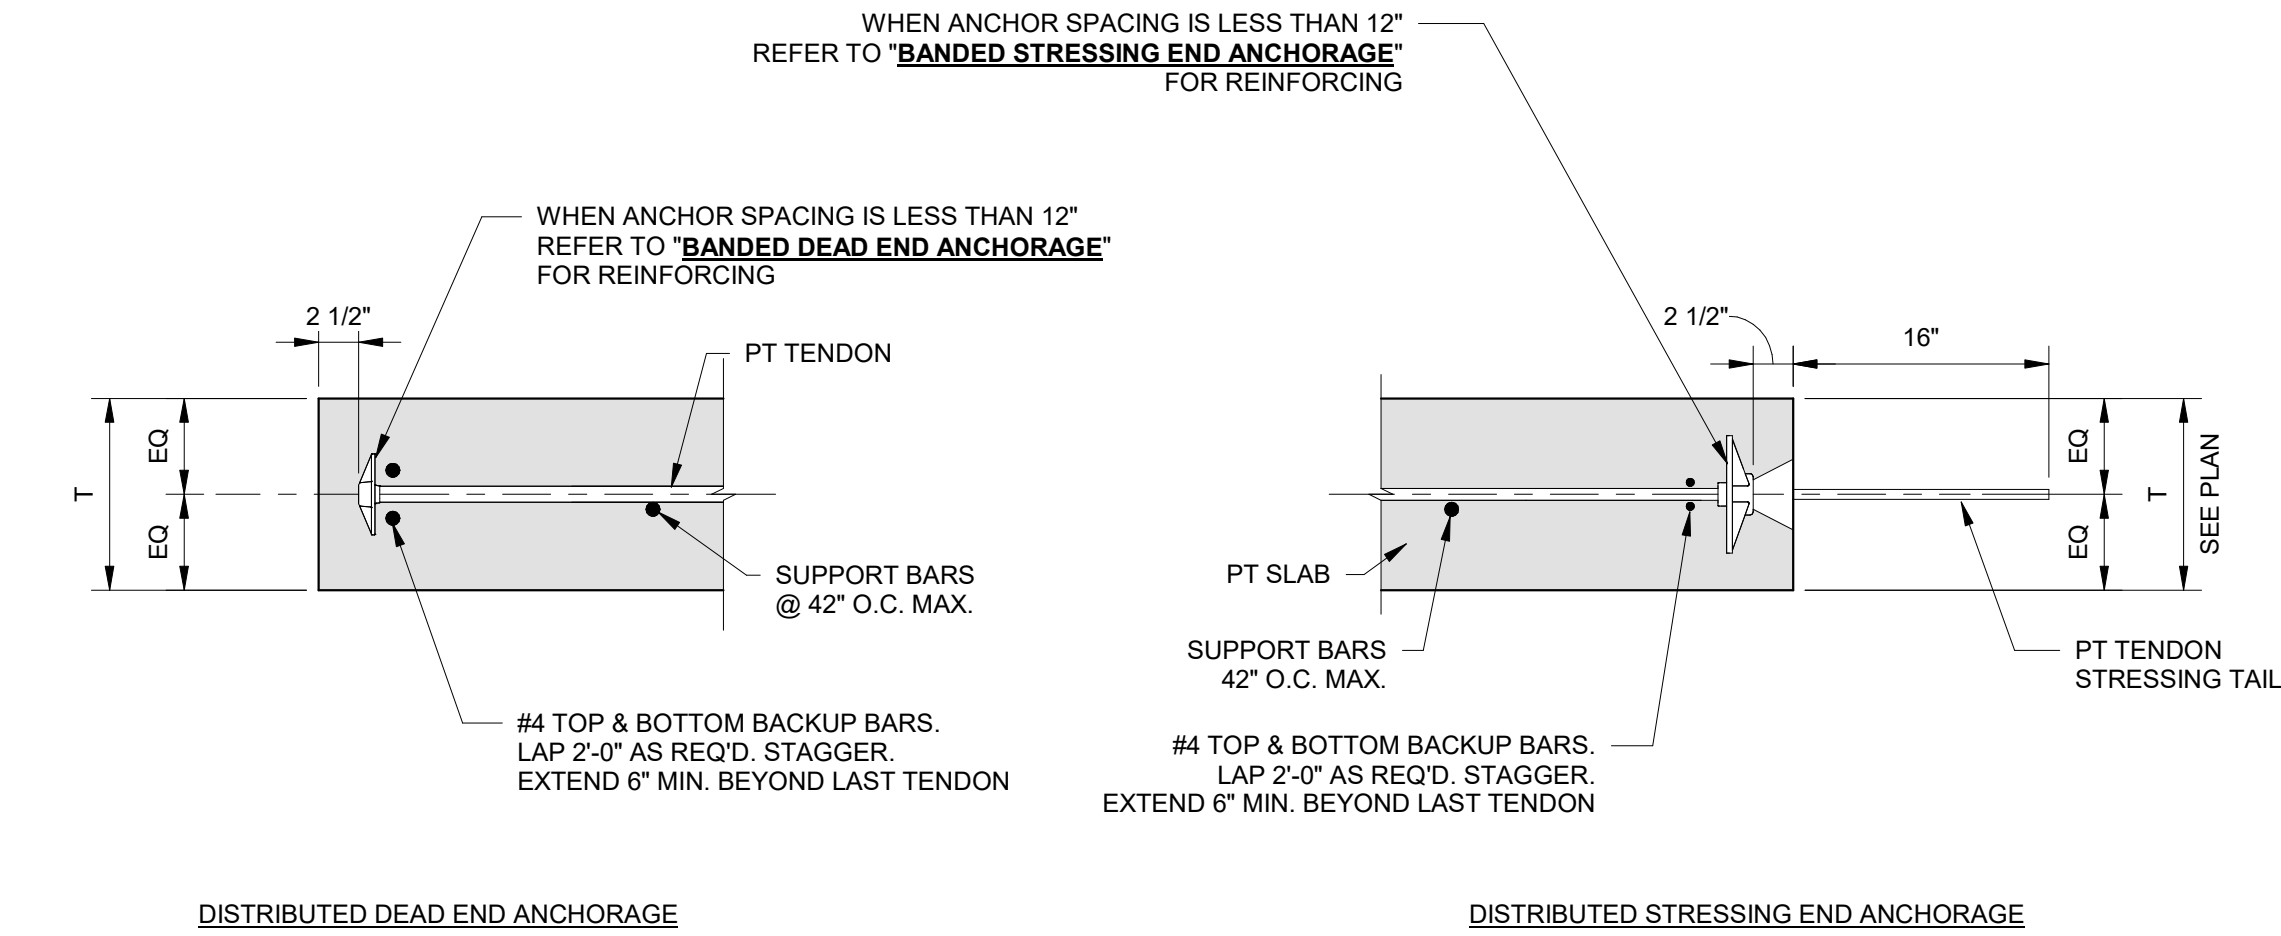 WHEN ANCHOR SPACING IS LESS THAN 12"
REFER TO "BANDED STRESSING END ANCHORAGE"
FOR REINFORCING
WHEN ANCHOR SPACING IS LESS THAN 12"
REFER TO "BANDED DEAD END ANCHORAGE"
FOR REINFORCING
2 1/2"
PT TENDON
T
EQ
EQ
SUPPORT BARS
@ 42" O.C. MAX.
#4 TOP & BOTTOM BACKUP BARS.
LAP 2'-0" AS REQ'D. STAGGER.
EXTEND 6" MIN. BEYOND LAST TENDON
DISTRIBUTED DEAD END ANCHORAGE
2 1/2"
16"
EQ
EQ
T
SEE PLAN
PT SLAB
SUPPORT BARS
42" O.C. MAX.
PT TENDON
STRESSING TAIL
#4 TOP & BOTTOM BACKUP BARS.
LAP 2'-0" AS REQ'D. STAGGER.
EXTEND 6" MIN. BEYOND LAST TENDON
DISTRIBUTED STRESSING END ANCHORAGE